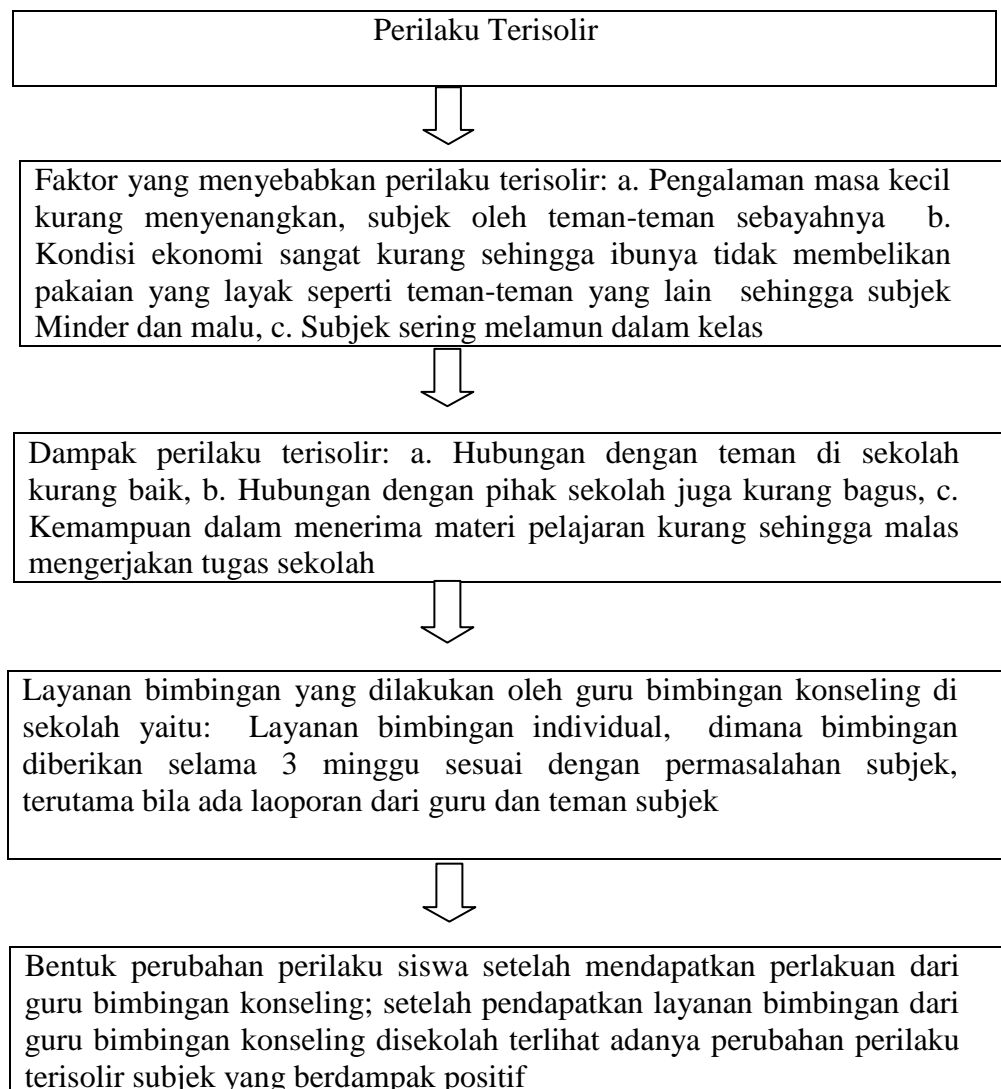 Perilaku Terisolir
Faktor yang menyebabkan perilaku terisolir: a. Pengalaman masa kecil
kurang menyenangkan, subjek oleh teman-teman sebayahnya b.
Kondisi ekonomi sangat kurang sehingga ibunya tidak membelikan
pakaian yang layak seperti teman-teman yang lain sehingga subjek
Minder dan malu, c. Subjek sering melamun dalam kelas
Dampak perilaku terisolir: a. Hubungan dengan teman di sekolah
kurang baik, b. Hubungan dengan pihak sekolah juga kurang bagus, c.
Kemampuan dalam menerima materi pelajaran kurang sehingga malas
mengerjakan tugas sekolah
Layanan bimbingan yang dilakukan oleh guru bimbingan konseling di
sekolah yaitu: Layanan bimbingan individual, dimana bimbingan
diberikan selama 3 minggu sesuai dengan permasalahan subjek,
terutama bila ada laoporan dari guru dan teman subjek
Bentuk perubahan perilaku siswa setelah mendapatkan perlakuan dari
guru bimbingan konseling; setelah pendapatkan layanan bimbingan dari
guru bimbingan konseling disekolah terlihat adanya perubahan perilaku
terisolir subjek yang berdampak positif